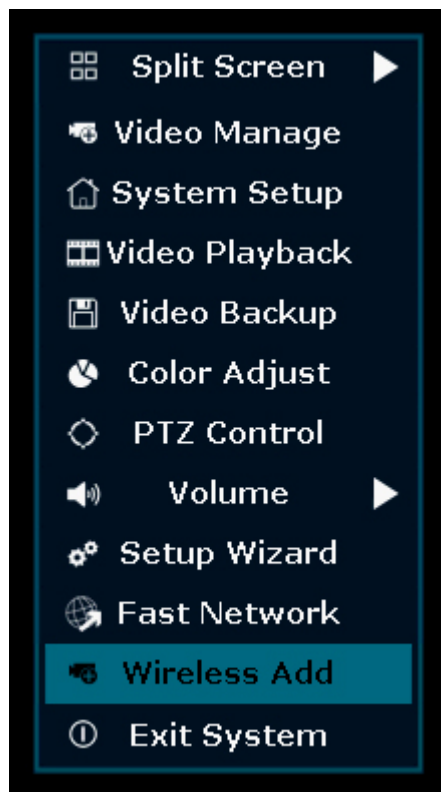 Split Screen
Video Manage
System Setup
Video Playback
Video Backup
Color Adjust
PTZ Control
Volume
Setup Wizard
Fast Network
Wireless Add
Exit System